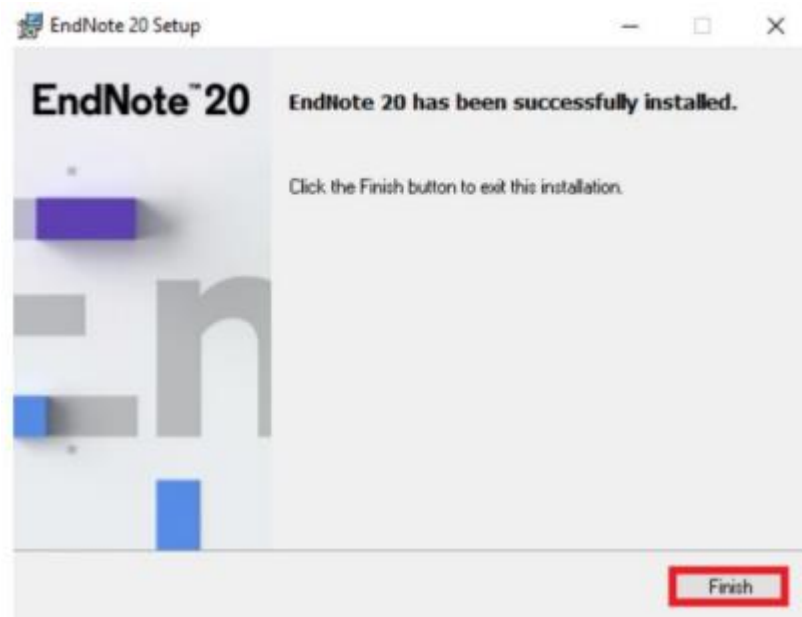 EndNote 20 Setup
EndNote™20
EndNote 20 has been successfully installed.
Click the Finish button to exit this installation.
En
Finish